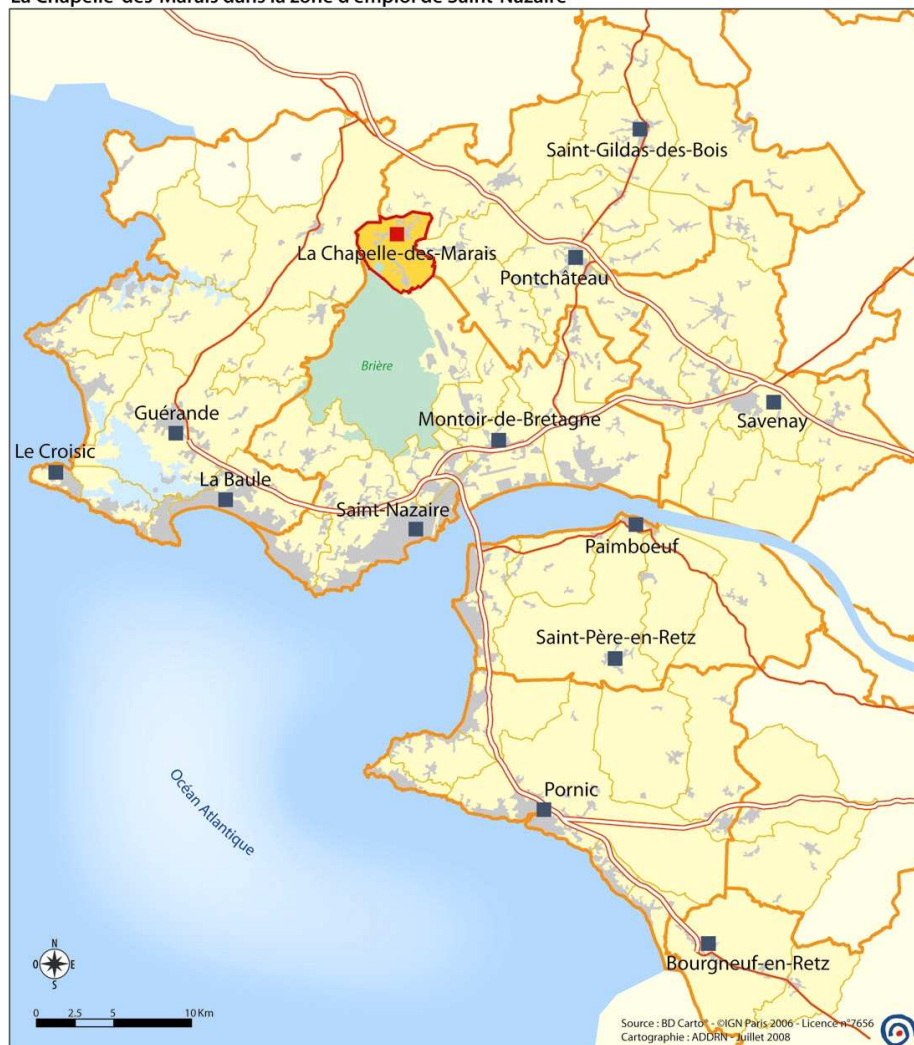 La Chapelle-des-Marais dans la zone d'emploi de Saint-Nazaire
Saint-Gildas-des-Bois
La Chapelle-des-Marais
Pontchâteau
Brière
Guérande
Montoir-de-Bretagne
Savenay
Le Croisic
La Baule
Saint-Nazaire
Paimboeuf
Saint-Père-en-Retz
Océan Atlantique
Pornic
Bourgneuf-en-Retz
N
O E
S
0 2.5 5 10 Km
Source : BD Carto® - ©IGN Paris 2006 - Licence n°7656
Cartographie : ADDRN - Juillet 2008